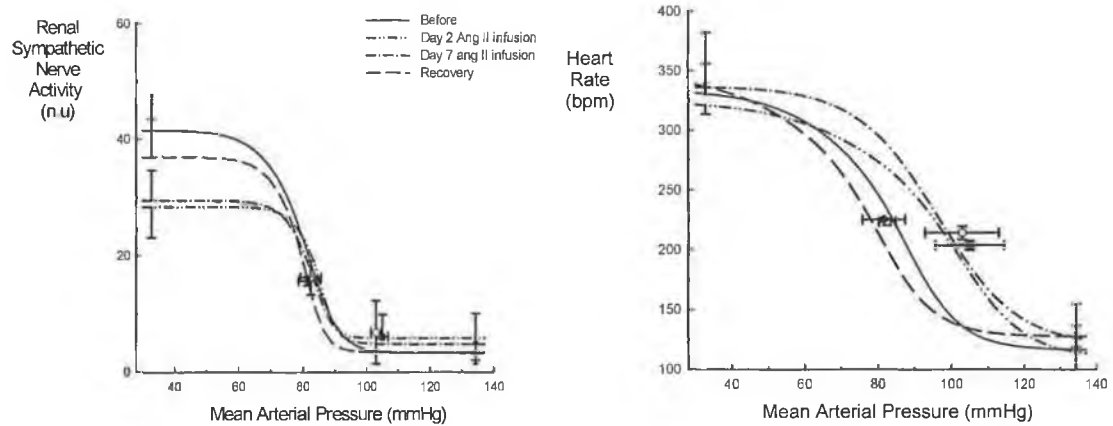 Renal
Sympathetic
Nerve
Activity
(n.u)
60
40
20
0
40
60
80
100
120
140
Mean Arterial Pressure (mmHg)
Before
Day 2 Ang II infusion
Day 7 ang II infusion
Recovery
Heart
Rate
(bpm)
400
350
300
250
200
150
100
40
60
80
100
120
140
Mean Arterial Pressure (mmHg)